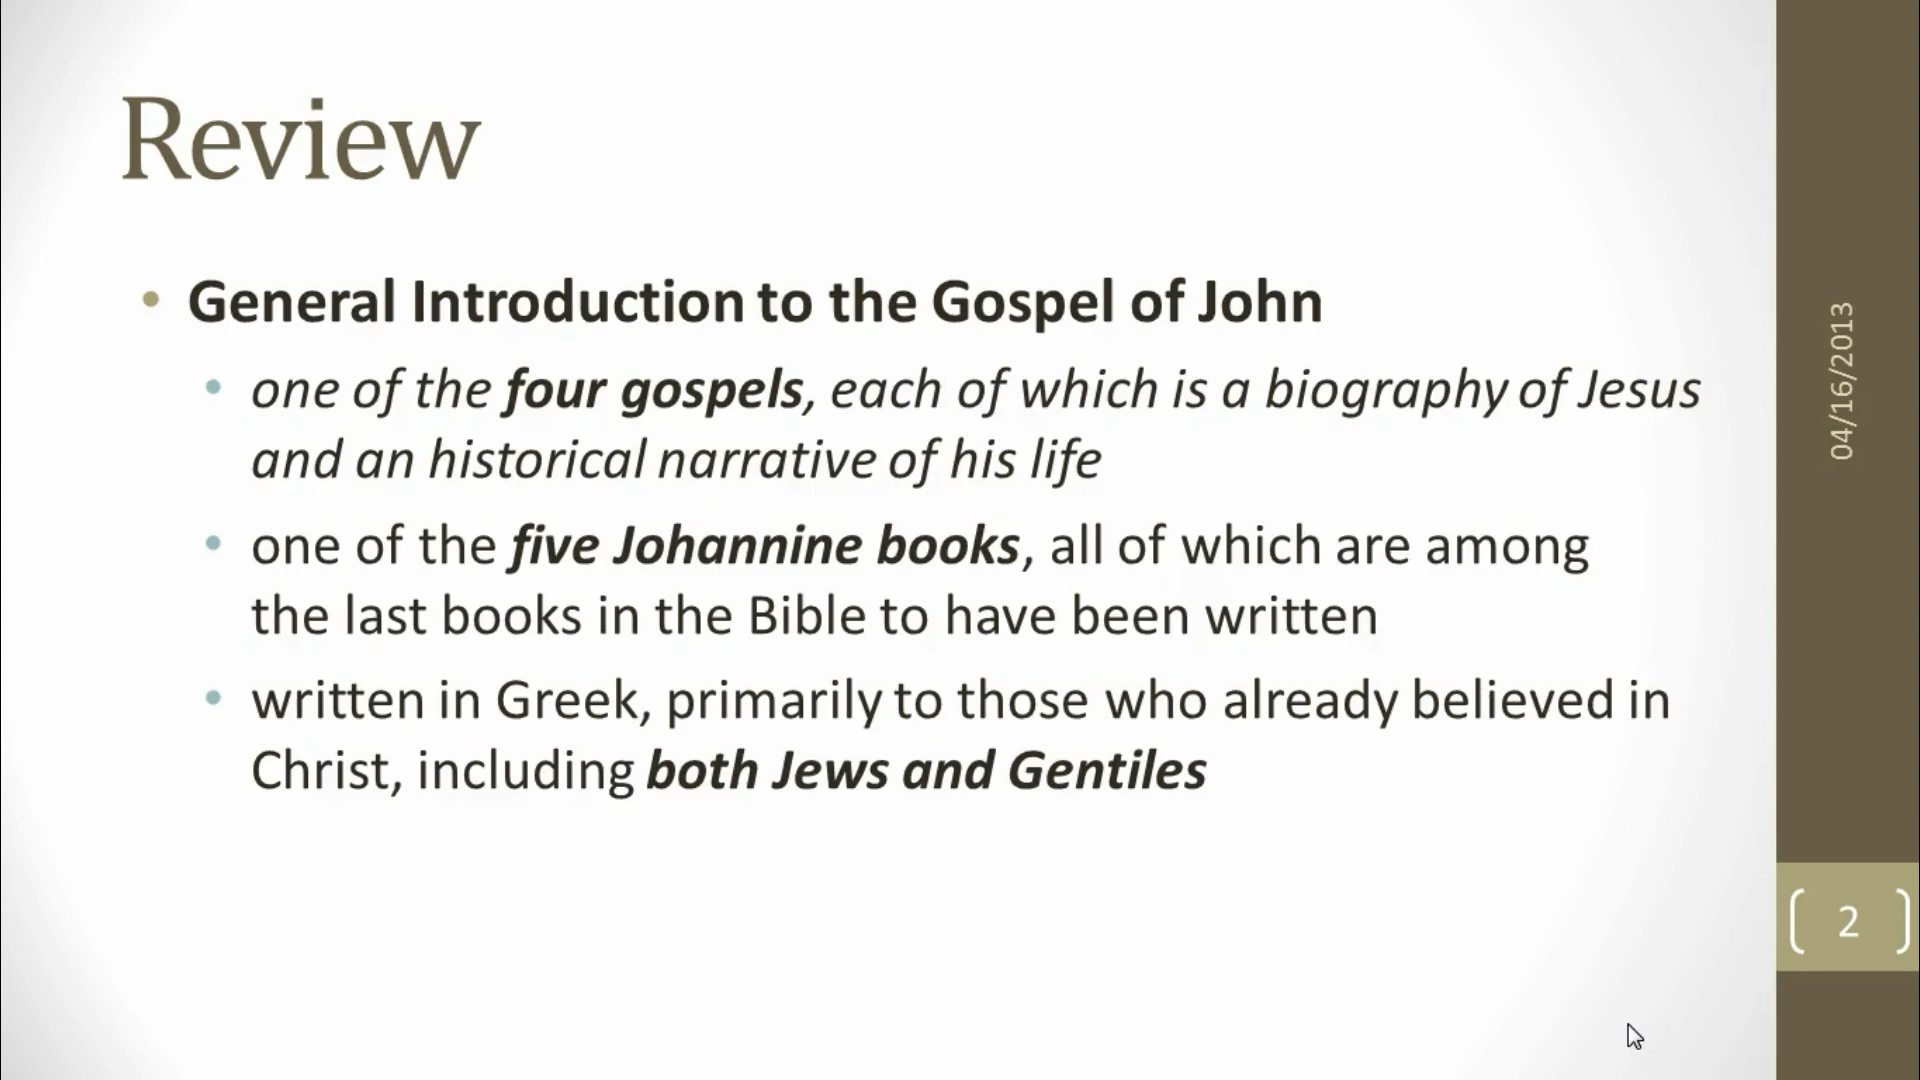 Review
• General Introduction to the Gospel of John
• one of the four gospels, each of which is a biography of Jesus
and an historical narrative of his life
• one of the five Johannine books, all of which are among
the last books in the Bible to have been written
• written in Greek, primarily to those who already believed in
Christ, including both Jews and Gentiles
04/16/2013
2